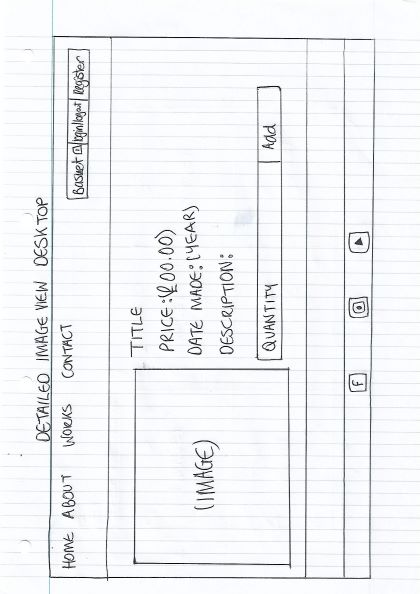 DETAILED IMAGE VIEW DESKTOP
HOME ABOUT WORKS CONTACT
Basket login/logout Register
TITLE
PRICE:(£00.00)
DATE MADE:(YEAR)
(IMAGE)
DESCRIPTION:
QUANTITY Add
f